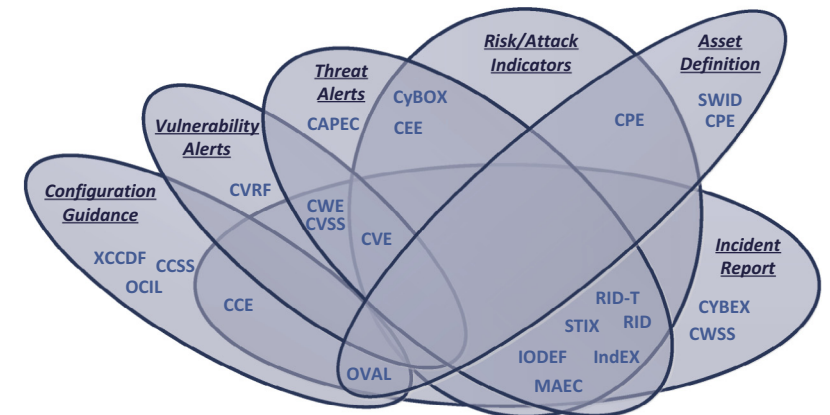 Configuration
Guidance
XCCDF
CCSS
OCIL
CCE
Vulnerability
Alerts
CVRF
Threat
Alerts
CAPEC
CWE
CVSS
CVE
Risk/Attack
Indicators
CyBOX
CEE
CPE
Asset
Definition
SWID
CPE
Incident
Report
CYBEX
CWSS
RID-T
STIX
RID
IODEF
IndEX
MAEC
OVAL